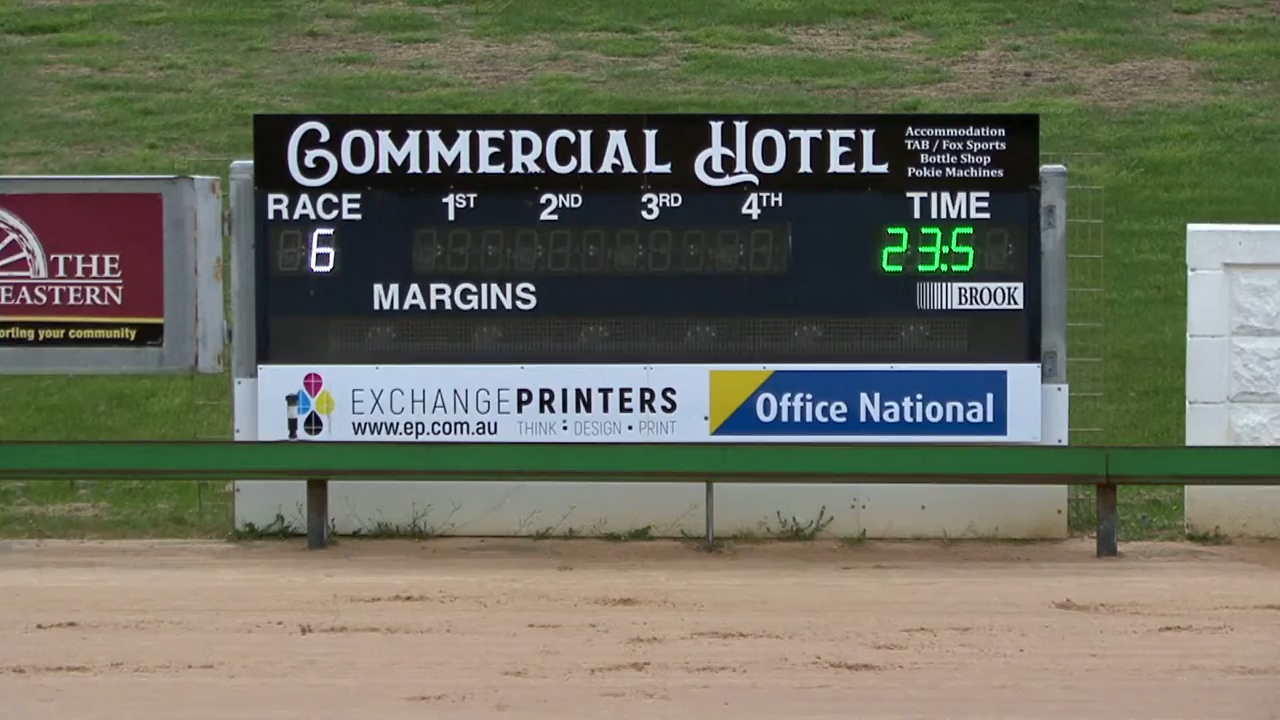 COMMERCIAL HOTEL
Accommodation
TAB / Fox Sports
Bottle Shop
Pokie Machines
RACE 1ST 2ND 3RD 4TH TIME
6 23:5
MARGINS
BROOK
THE
EASTERN
orting your community
EXCHANGEPRINTERS
www.ep.com.au THINK • DESIGN • PRINT
Office National